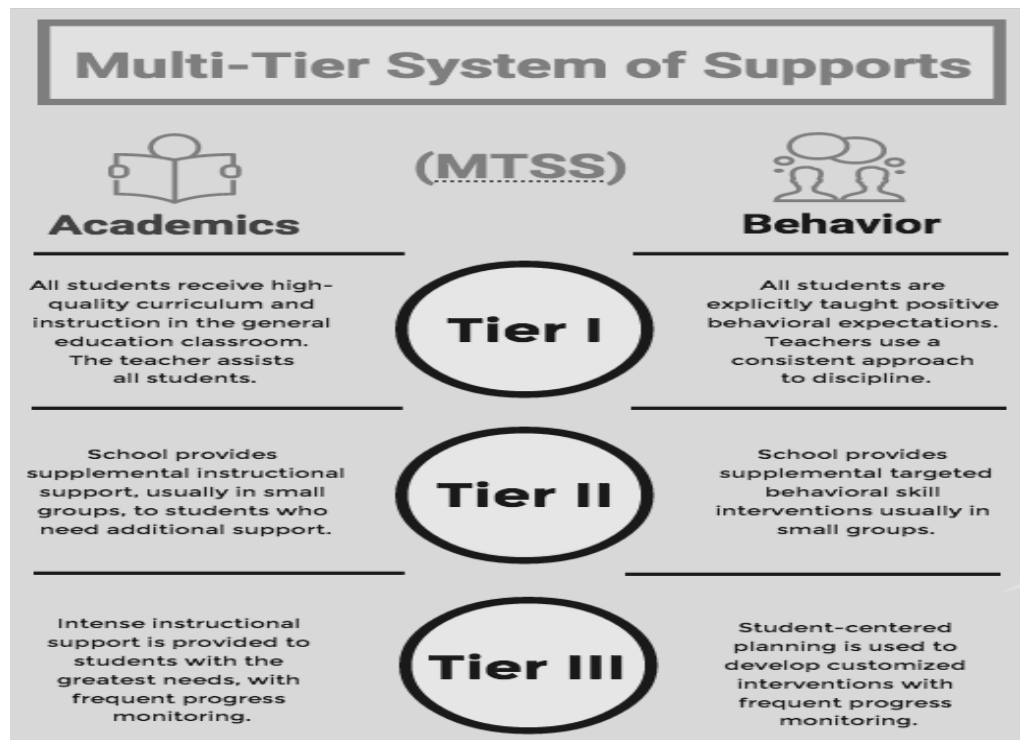 Multi-Tier System of Supports
(MTSS)
Academics
Behavior
All students receive high-
quality curriculum and
instruction in the general
education classroom.
The teacher assists
all students.
Tier I
All students are
explicitly taught positive
behavioral expectations.
Teachers use a
consistent approach
to discipline.
School provides
supplemental instructional
support, usually in small
groups, to students who
need additional support.
Tier II
School provides
supplemental targeted
behavioral skill
interventions usually in
small groups.
Intense instructional
support is provided to
students with the
greatest needs, with
frequent progress
monitoring.
Tier III
Student-centered
planning is used to
develop customized
interventions with
frequent progress
monitoring.